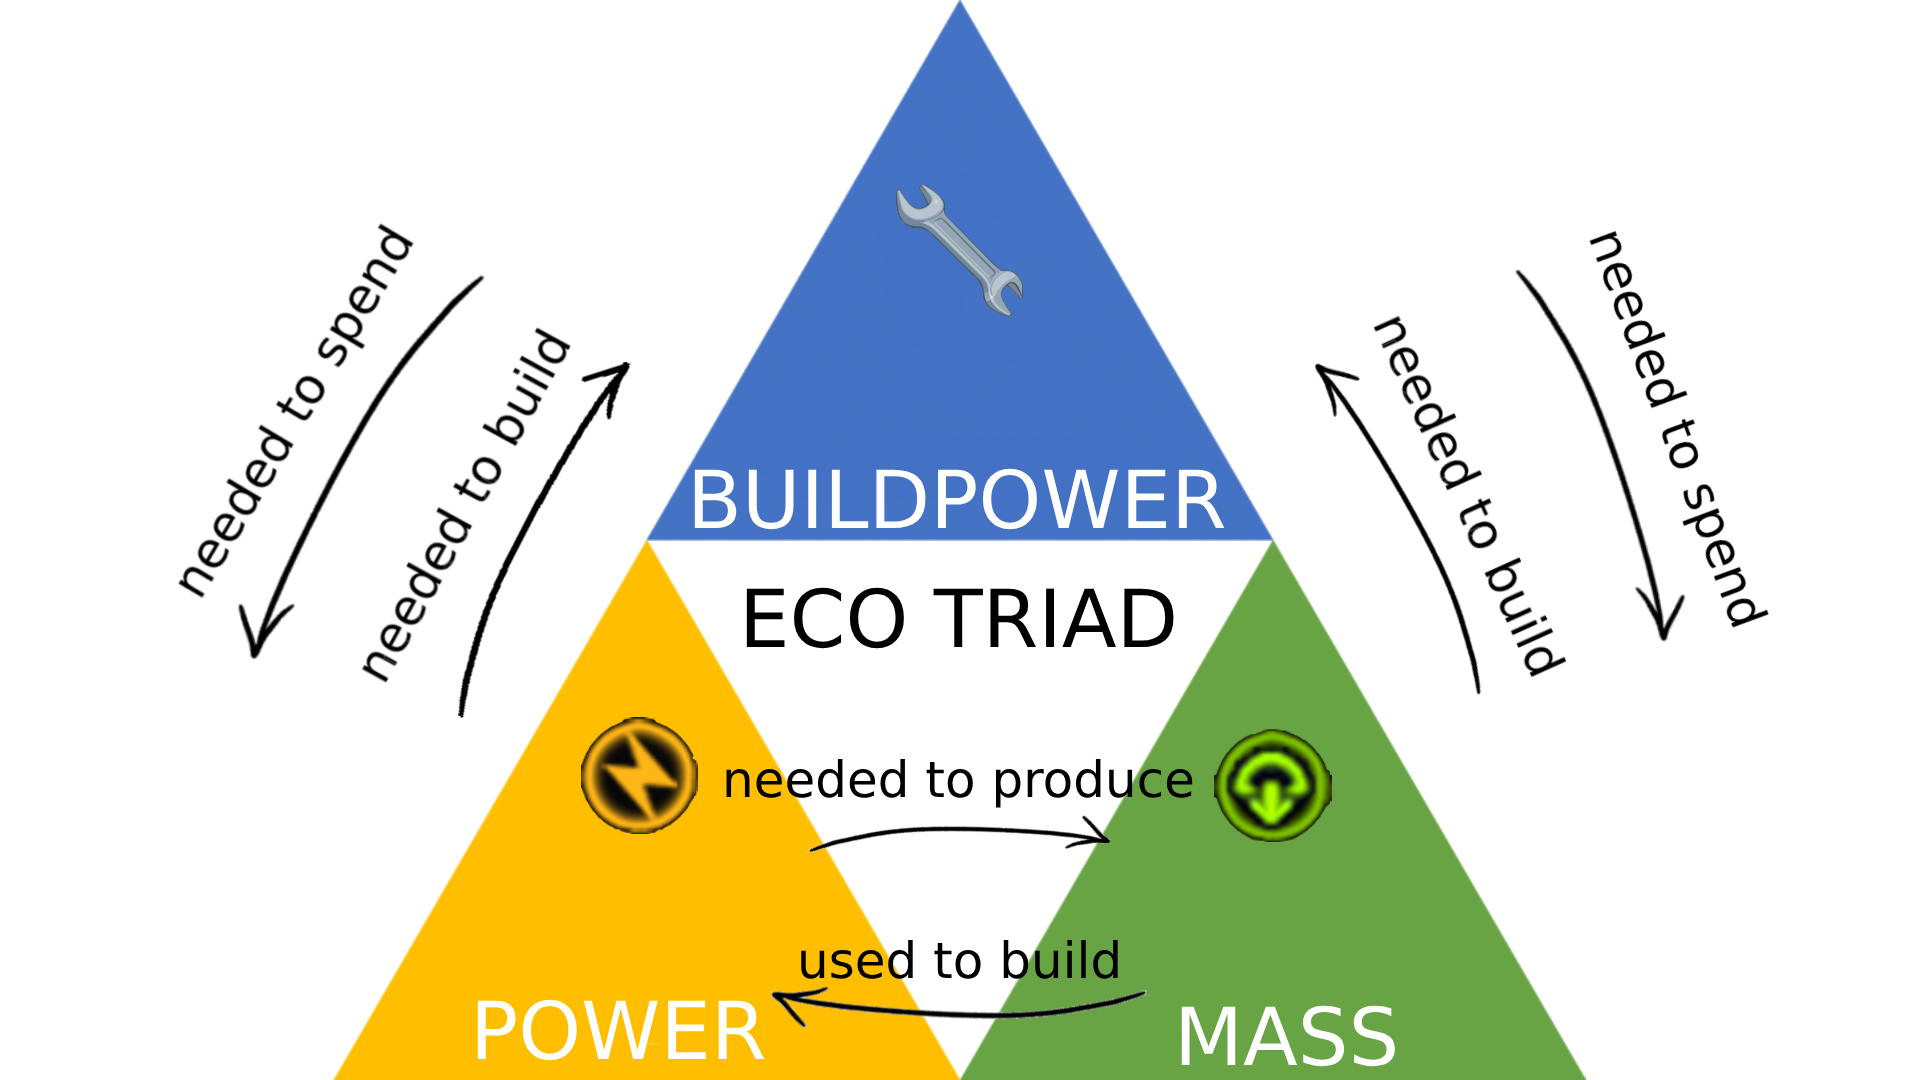 needed to spend
needed to build
needed to build
needed to spend
BUILDPOWER
ECO TRIAD
needed to produce
used to build
POWER
MASS